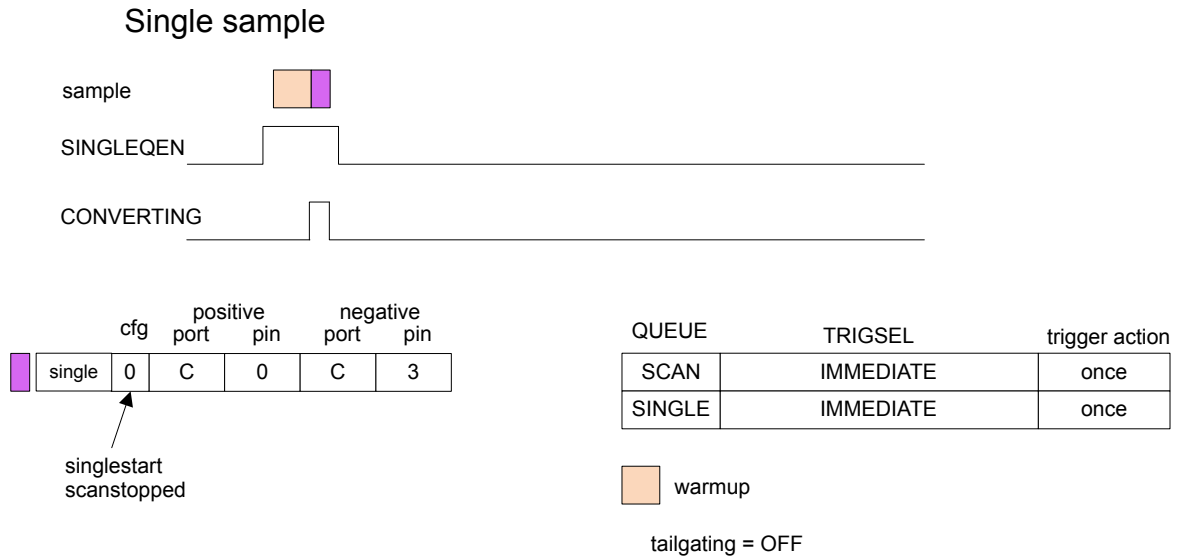 Single sample
sample
SINGLEQEN
CONVERTING
positive negative
cfg port pin port pin
single 0 C 0 C 3
singlestart
scanstopped
QUEUE TRIGSEL trigger action
SCAN IMMEDIATE once
SINGLE IMMEDIATE once
warmup
tailgating = OFF